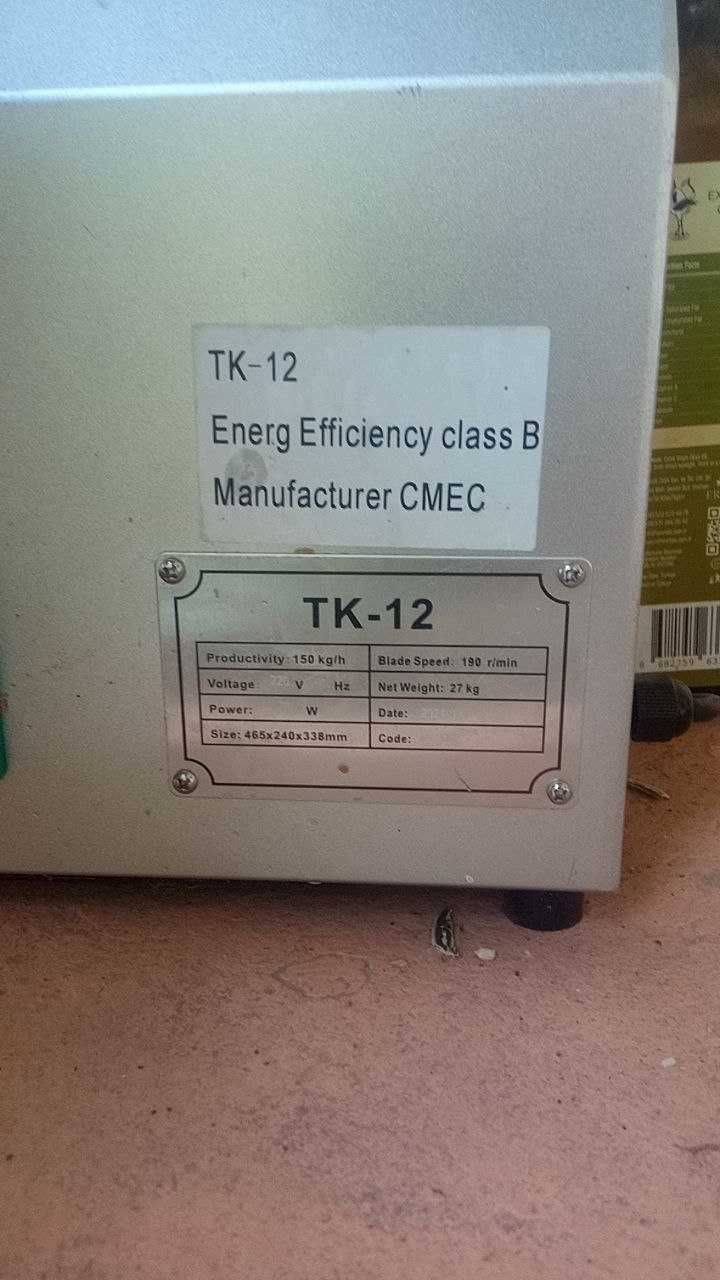 TK-12
Energ Efficiency class B
Manufacturer CMEC
TK-12
Productivity: 150 kg/h Blade Speed: 190 r/min
Voltage: 220 V Hz Net Weight: 27 kg
Power: W Date:
Size: 465x240x338mm Code: